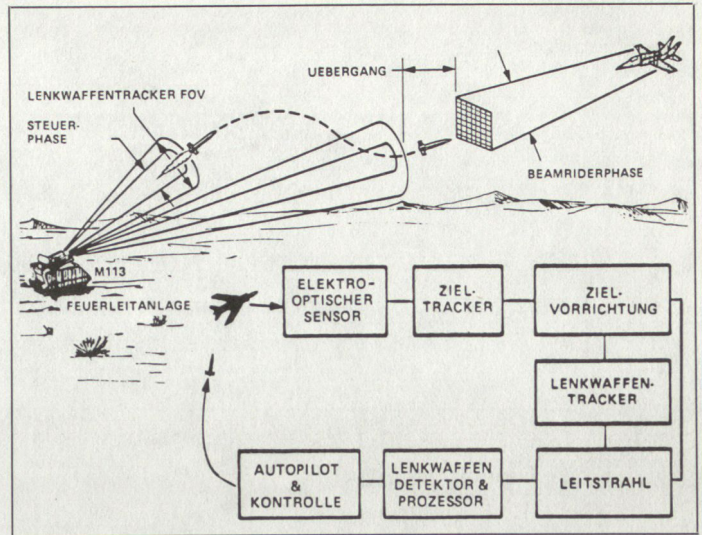 UEBERGANG
LENKWAFFENTRACKER FOV
STEUER-
PHASE
BEAMRIDERPHASE
M113
FEUERLEITANLAGE
ELEKTRO-
OPTISCHER
SENSOR
ZIEL-
TRACKER
ZIEL-
VORRICHTUNG
LENKWAFFEN-
TRACKER
AUTOPILOT
&
KONTROLLE
LENKWAFFEN
DETEKTOR &
PROZESSOR
LEITSTRAHL